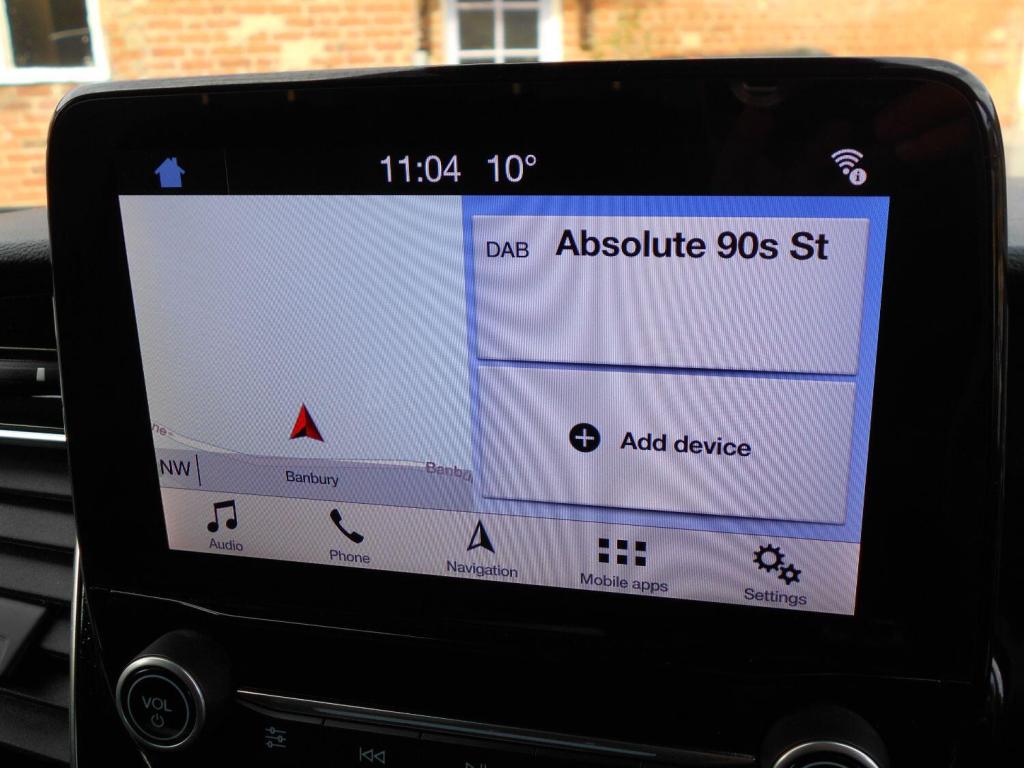 11:04 10°
DAB Absolute 90s St
Add device
NW
Banbury
Audio
Phone
Navigation
Mobile apps
Settings
VOL